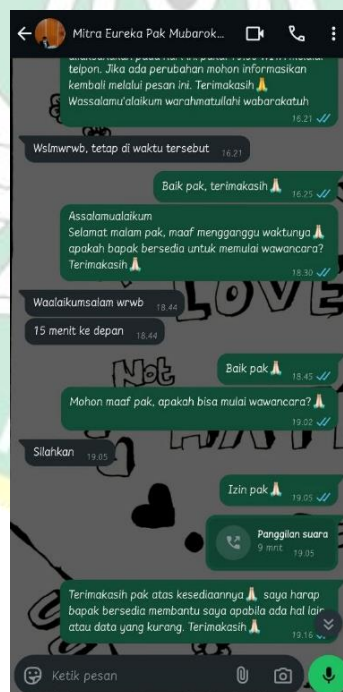 Mitra Eureka Pak Mubarok...
telpon. Jika ada perubahan mohon informasikan
kembali melalui pesan ini. Terimakasih🙏🏻
Wassalamu'alaikum warahmatullahi wabarakatuh
16.21
Wslmwrwb, tetap di waktu tersebut 16.21
Baik pak, terimakasih🙏🏻 16.25
Assalamualaikum
Selamat malam pak, maaf mengganggu waktunya🙏🏻
apakah bapak bersedia untuk memulai wawancara?
Terimakasih🙏🏻
18.30
Waalaikumsalam wrwb 18.44
15 menit ke depan 18.44
LOVE
Not
Baik pak🙏🏻 18.45
Mohon maaf pak, apakah bisa mulai wawancara?🙏🏻
19.02
Silahkan 19.05
Izin pak🙏🏻 19.05
Panggilan suara
9 mnt 19.05
Terimakasih pak atas kesediaannya🙏🏻 saya harap
bapak bersedia membantu saya apabila ada hal lain
atau data yang kurang. Terimakasih🙏🏻
19.16
Ketik pesan